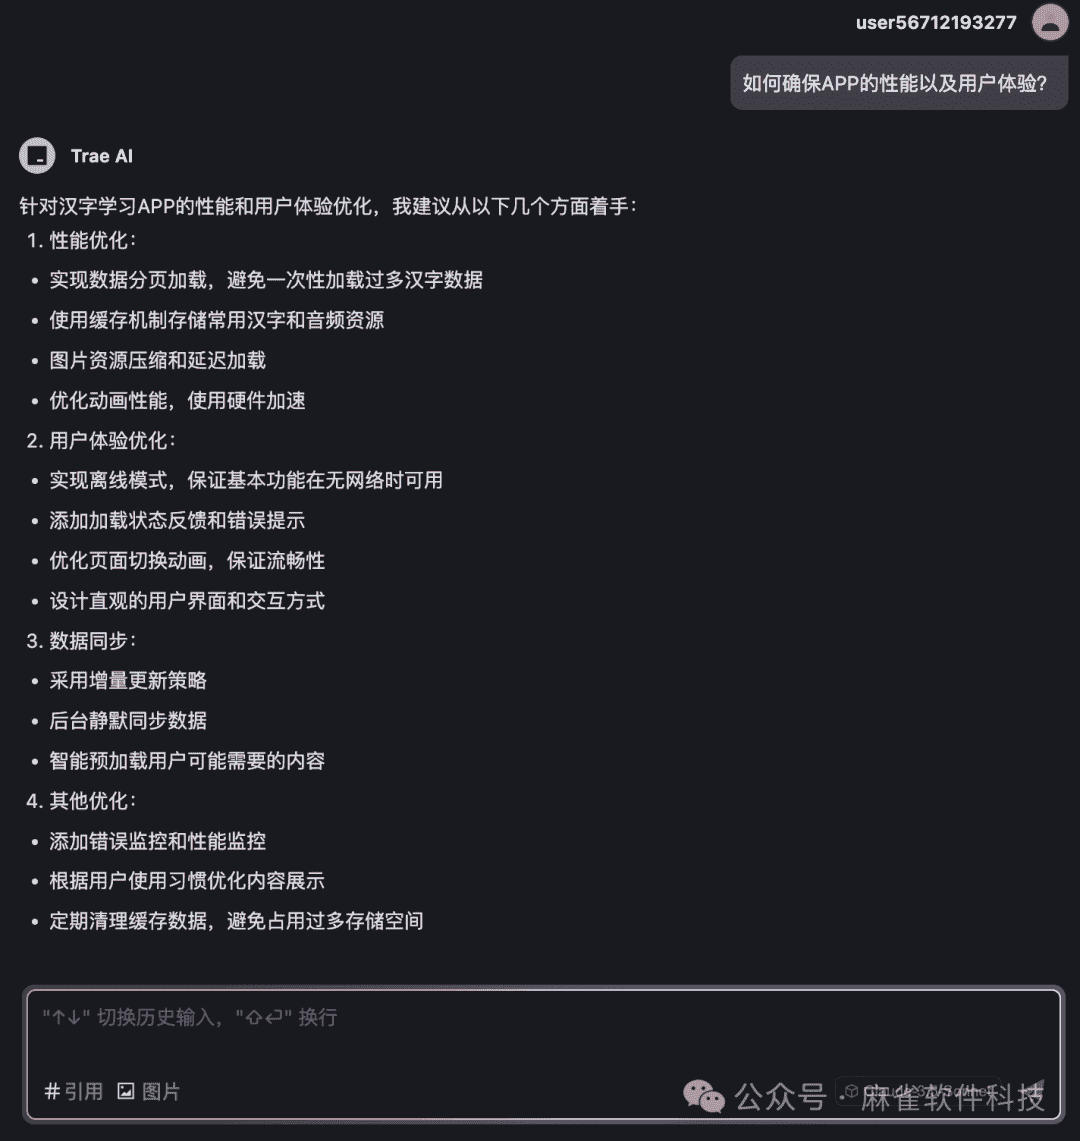 user56712193277
如何确保APP的性能以及用户体验?
Trae AI
针对汉字学习APP的性能和用户体验优化，我建议从以下几个方面着手：
1. 性能优化：
• 实现数据分页加载，避免一次性加载过多汉字数据
• 使用缓存机制存储常用汉字和音频资源
• 图片资源压缩和延迟加载
• 优化动画性能，使用硬件加速
2. 用户体验优化：
• 实现离线模式，保证基本功能在无网络时可用
• 添加加载状态反馈和错误提示
• 优化页面切换动画，保证流畅性
• 设计直观的用户界面和交互方式
3. 数据同步：
• 采用增量更新策略
• 后台静默同步数据
• 智能预加载用户可能需要的内容
4. 其他优化：
• 添加错误监控和性能监控
• 根据用户使用习惯优化内容展示
• 定期清理缓存数据，避免占用过多存储空间
"↑↓" 切换历史输入，"⇧⏎" 换行
# 引用 图片
公众号 · 麻雀软件科技